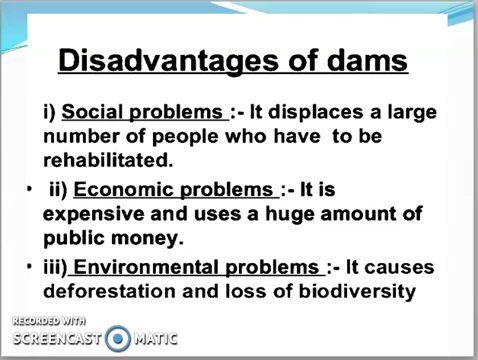 Disadvantages of dams
i) Social problems :- It displaces a large
number of people who have to be
rehabilitated.
• ii) Economic problems :- It is
expensive and uses a huge amount of
public money.
• iii) Environmental problems :- It causes
deforestation and loss of biodiversity
RECORDED WITH
SCREENCAST MATIC